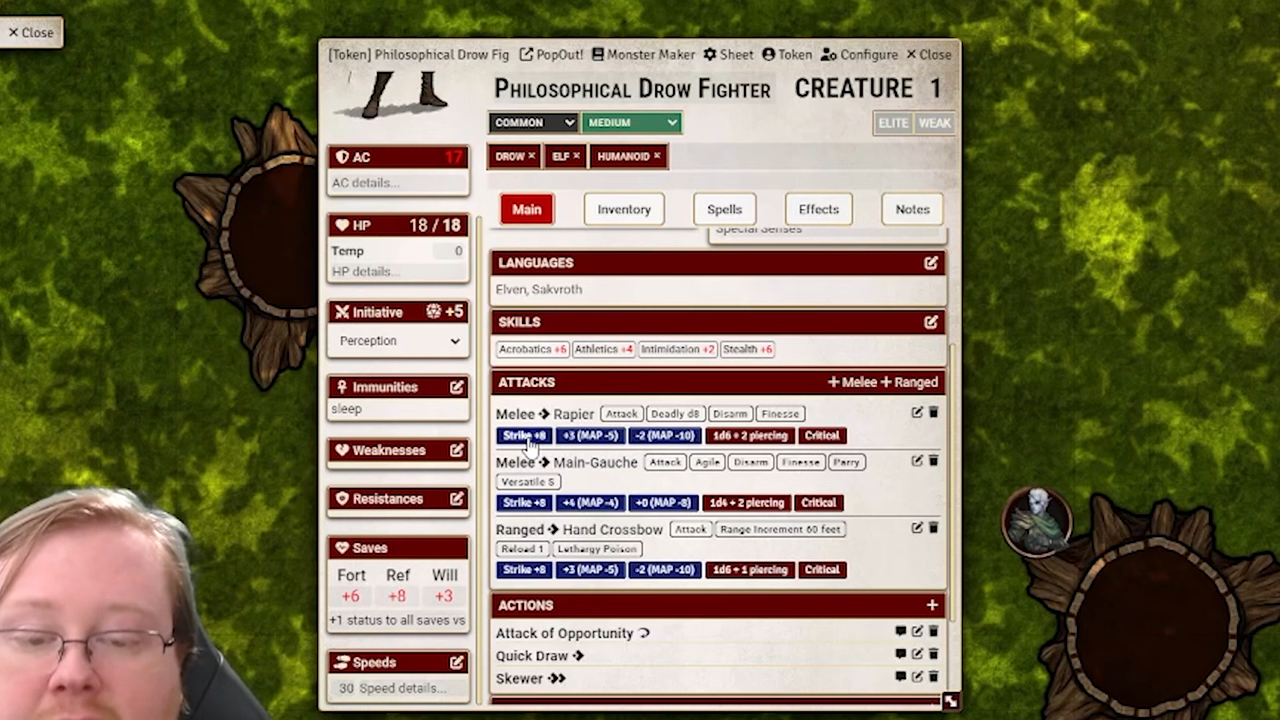 × Close
[Token] Philosophical Drow Fig PopOut! Monster Maker Sheet Token Configure × Close
PHILOSOPHICAL DROW FIGHTER CREATURE 1
COMMON MEDIUM ELITE WEAK
DROW × ELF × HUMANOID ×
AC 17
AC details...
HP 18 / 18
Temp 0
HP details...
Initiative +5
Perception
Immunities
sleep
Weaknesses
Resistances
Saves
Fort Ref Will
+6 +8 +3
+1 status to all saves vs
Speeds
30 Speed details...
Main Inventory Spells Effects Notes
Special Senses
LANGUAGES
Elven, Sakvroth
SKILLS
Acrobatics +6 Athletics +4 Intimidation +2 Stealth +6
ATTACKS + Melee + Ranged
Melee Rapier Attack Deadly d8 Disarm Finesse
Strike +8 +3 (MAP -5) -2 (MAP -10) 1d6 + 2 piercing Critical
Melee Main-Gauche Attack Agile Disarm Finesse Parry
Versatile S
Strike +8 +4 (MAP -4) +0 (MAP -8) 1d4 + 2 piercing Critical
Ranged Hand Crossbow Attack Range Increment 60 feet
Reload 1 Lethargy Poison
Strike +8 +3 (MAP -5) -2 (MAP -10) 1d6 + 1 piercing Critical
ACTIONS +
Attack of Opportunity
Quick Draw
Skewer